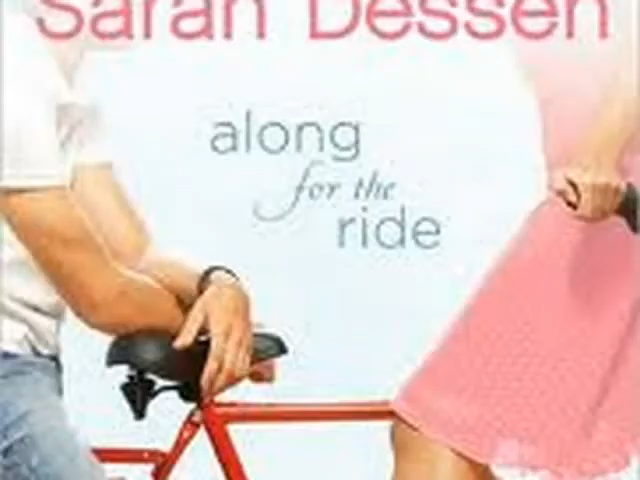 Sarah Dessen
along
for the
ride